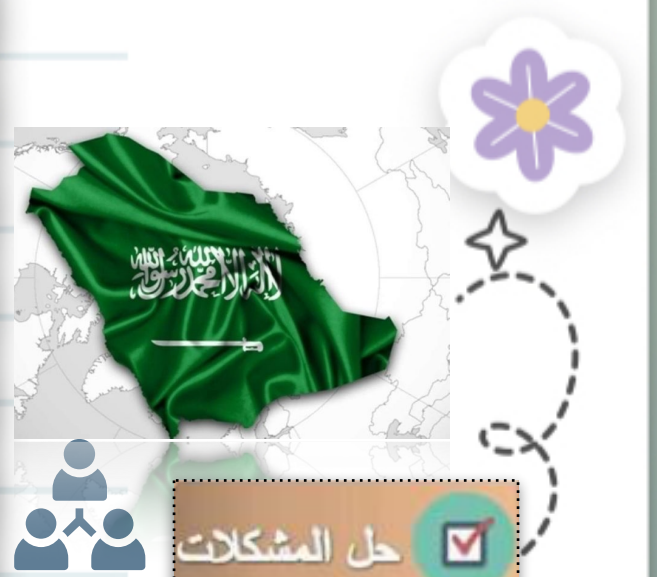 لا إله إلا الله محمد رسول الله
حل المشكلات